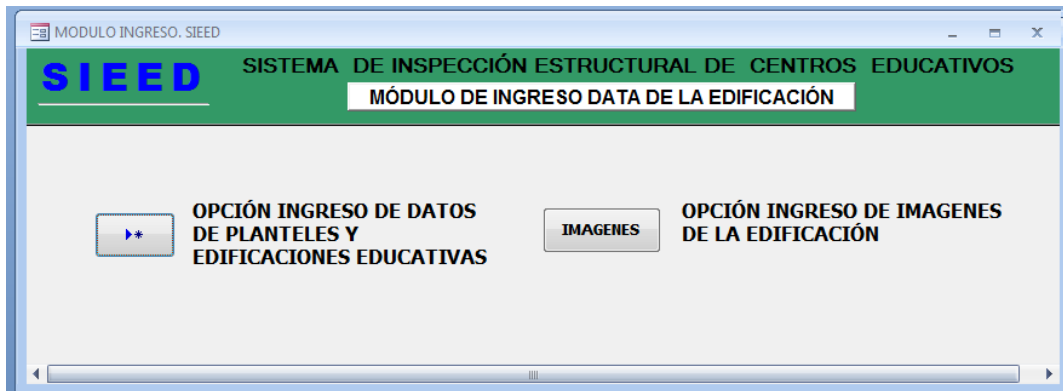 MODULO INGRESO. SIEED
SIEED
SISTEMA DE INSPECCIÓN ESTRUCTURAL DE CENTROS EDUCATIVOS
MÓDULO DE INGRESO DATA DE LA EDIFICACIÓN
OPCIÓN INGRESO DE DATOS
DE PLANTELES Y
EDIFICACIONES EDUCATIVAS
IMAGENES
OPCIÓN INGRESO DE IMAGENES
DE LA EDIFICACIÓN